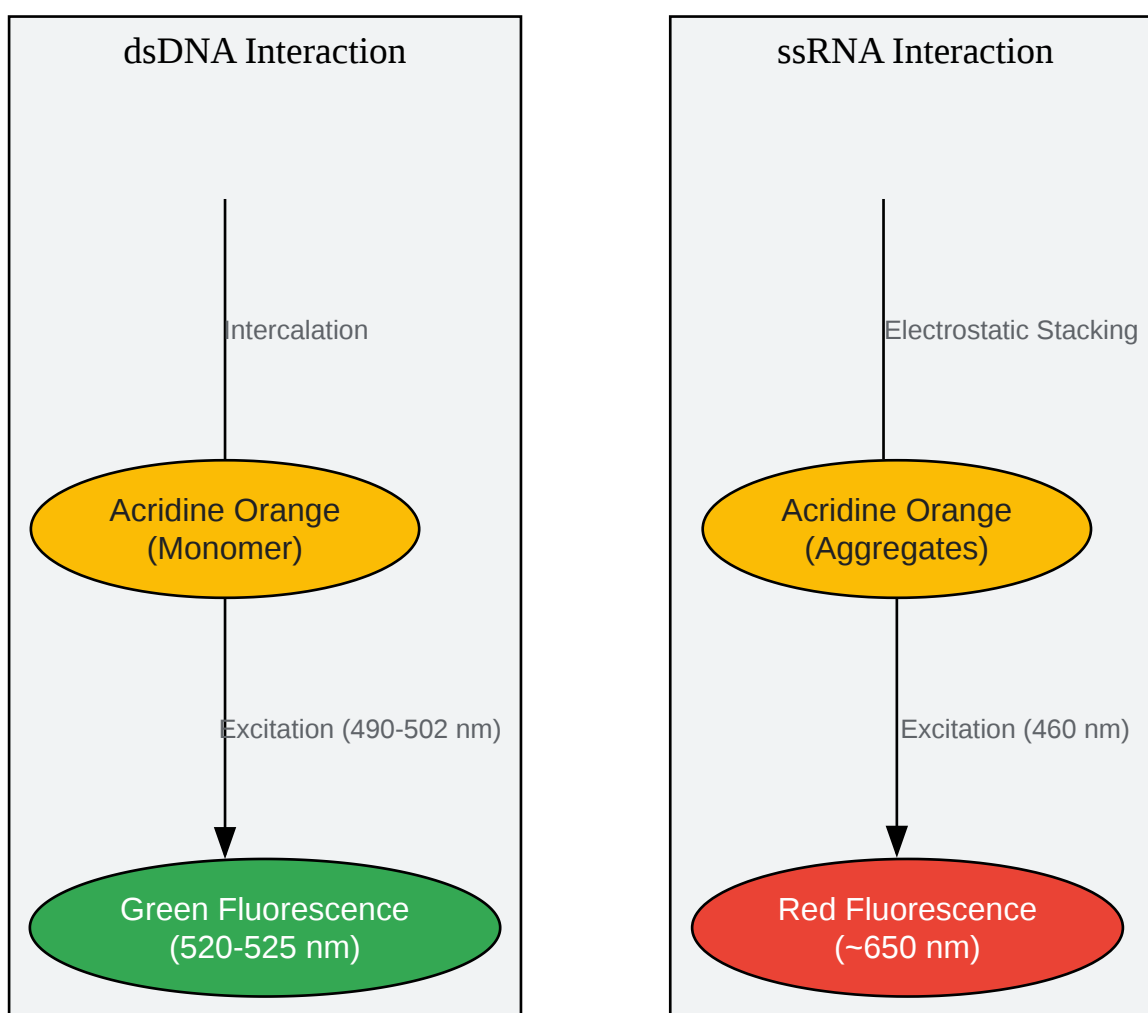 dsDNA Interaction
Intercalation
Acridine Orange
(Monomer)
Excitation (490-502 nm)
Green Fluorescence
(520-525 nm)
ssRNA Interaction
Electrostatic Stacking
Acridine Orange
(Aggregates)
Excitation (460 nm)
Red Fluorescence
(~650 nm)